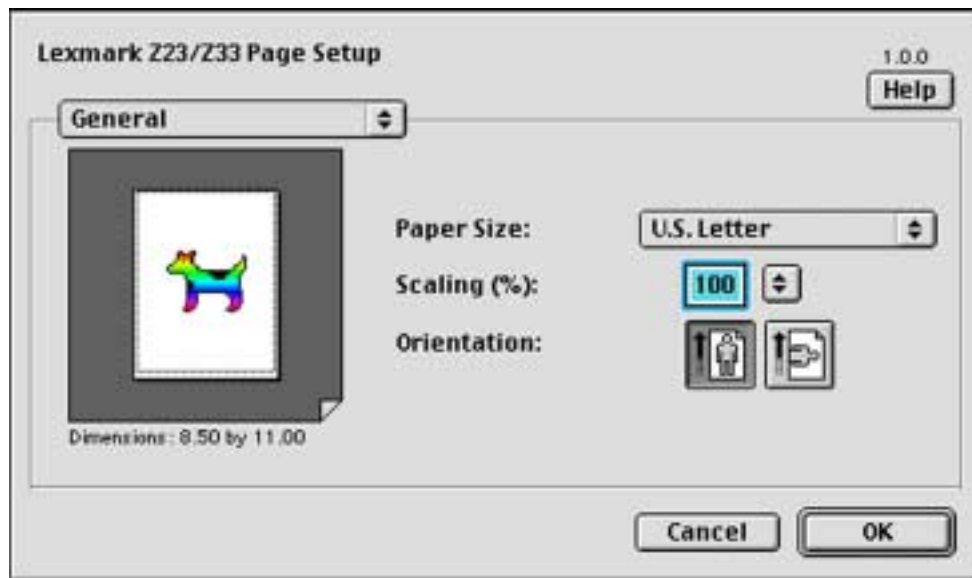 Lexmark Z23/Z33 Page Setup
1.0.0
Help
General
Paper Size:
U.S. Letter
Scaling (%):
100
Orientation:
Dimensions: 8.50 by 11.00
Cancel
OK